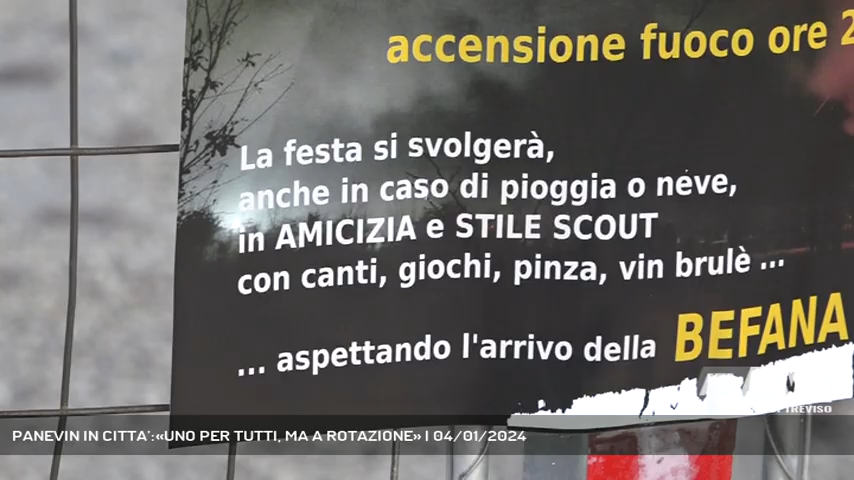 accensione fuoco ore 2
La festa si svolgerà,
anche in caso di pioggia o neve,
in AMICIZIA e STILE SCOUT
con canti, giochi, pinza, vin brulè ...
... aspettando l'arrivo della BEFANA
TREVISO
PANEVIN IN CITTA':«UNO PER TUTTI, MA A ROTAZIONE» | 04/01/2024